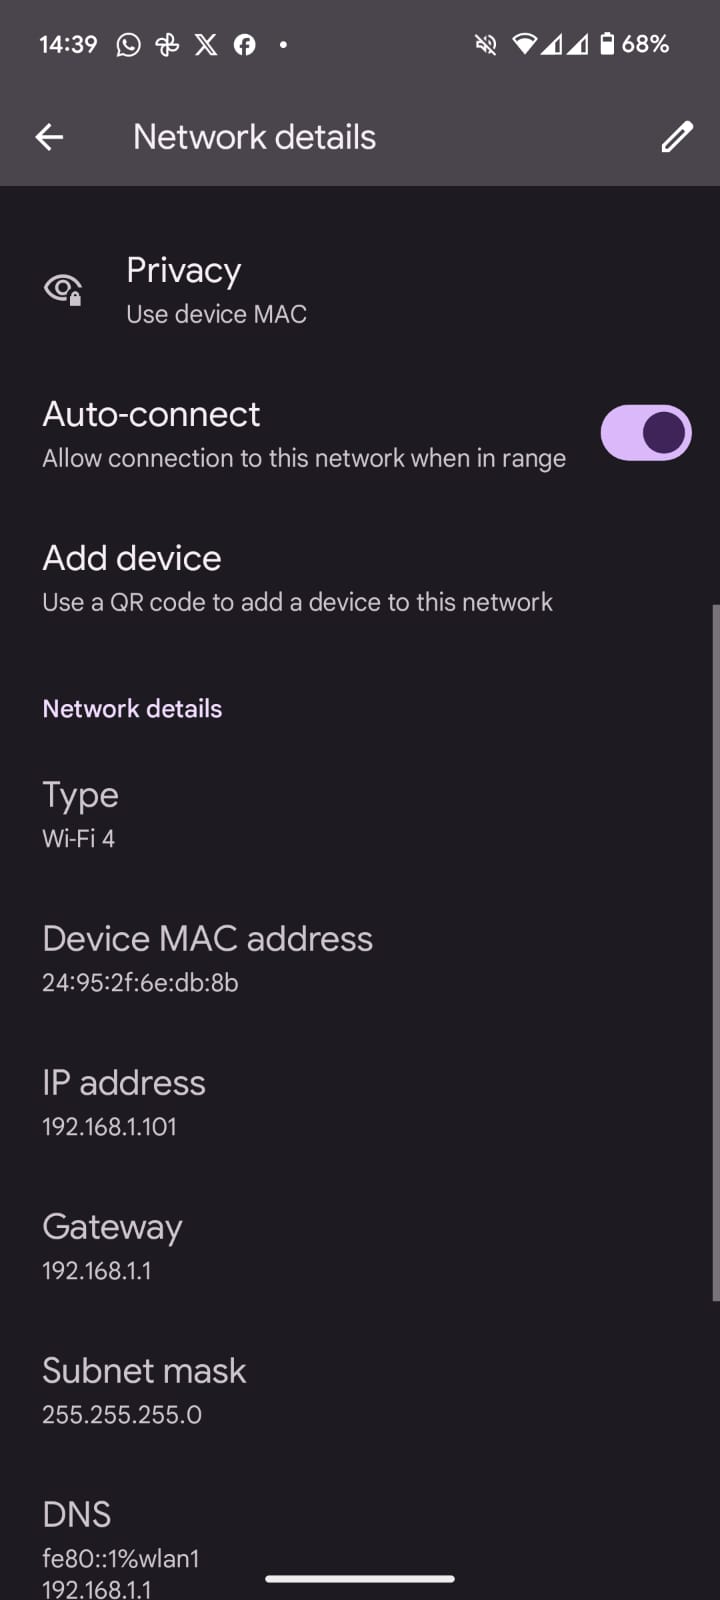 14:39 68%
Network details
Privacy
Use device MAC
Auto-connect
Allow connection to this network when in range
Add device
Use a QR code to add a device to this network
Network details
Type
Wi-Fi 4
Device MAC address
24:95:2f:6e:db:8b
IP address
192.168.1.101
Gateway
192.168.1.1
Subnet mask
255.255.255.0
DNS
fe80::1%wlan1
192.168.1.1